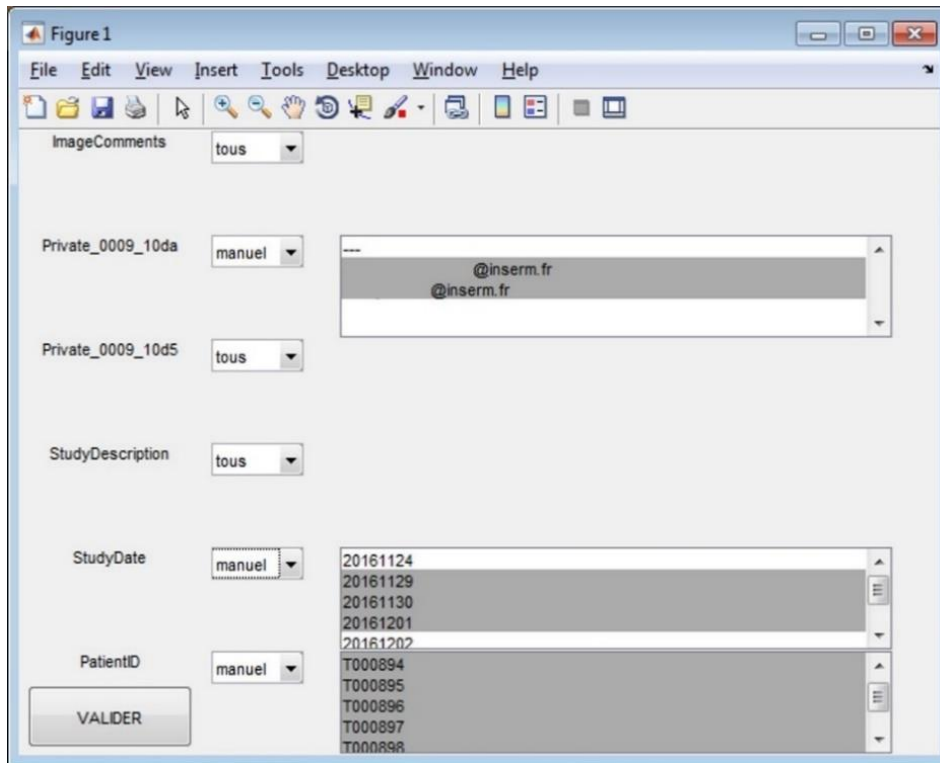 Figure 1
File Edit View Insert Tools Desktop Window Help
ImageComments tous
Private_0009_10da manuel
---
@inserm.fr
@inserm.fr
Private_0009_10d5 tous
StudyDescription tous
StudyDate manuel
20161124
20161129
20161130
20161201
20161202
PatientID manuel
T000894
T000895
T000896
T000897
T000898
VALIDER